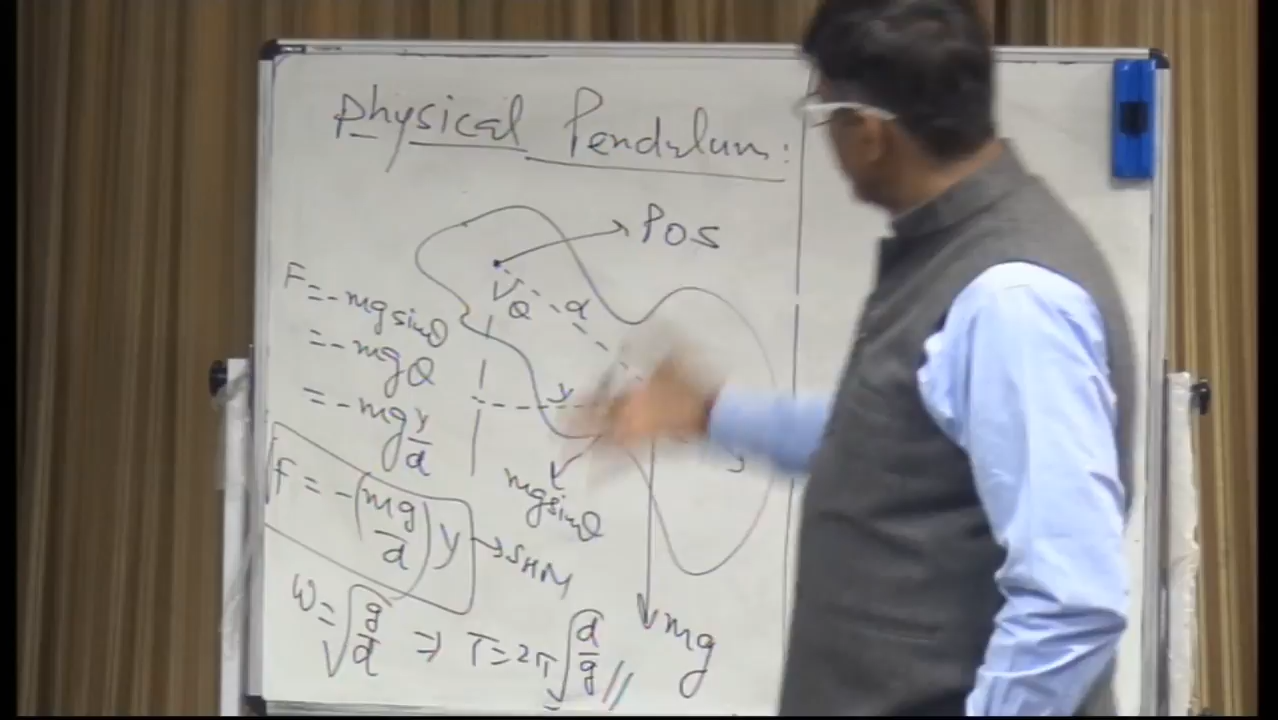 Physical Pendulum:
POS
θ
d
F = - mg sinθ
= - mgθ
= - mg y/d
y
mg sinθ
F = - (mg/d) y → SHM
mg
ω = √g/d ⇒ T = 2π √d/g //